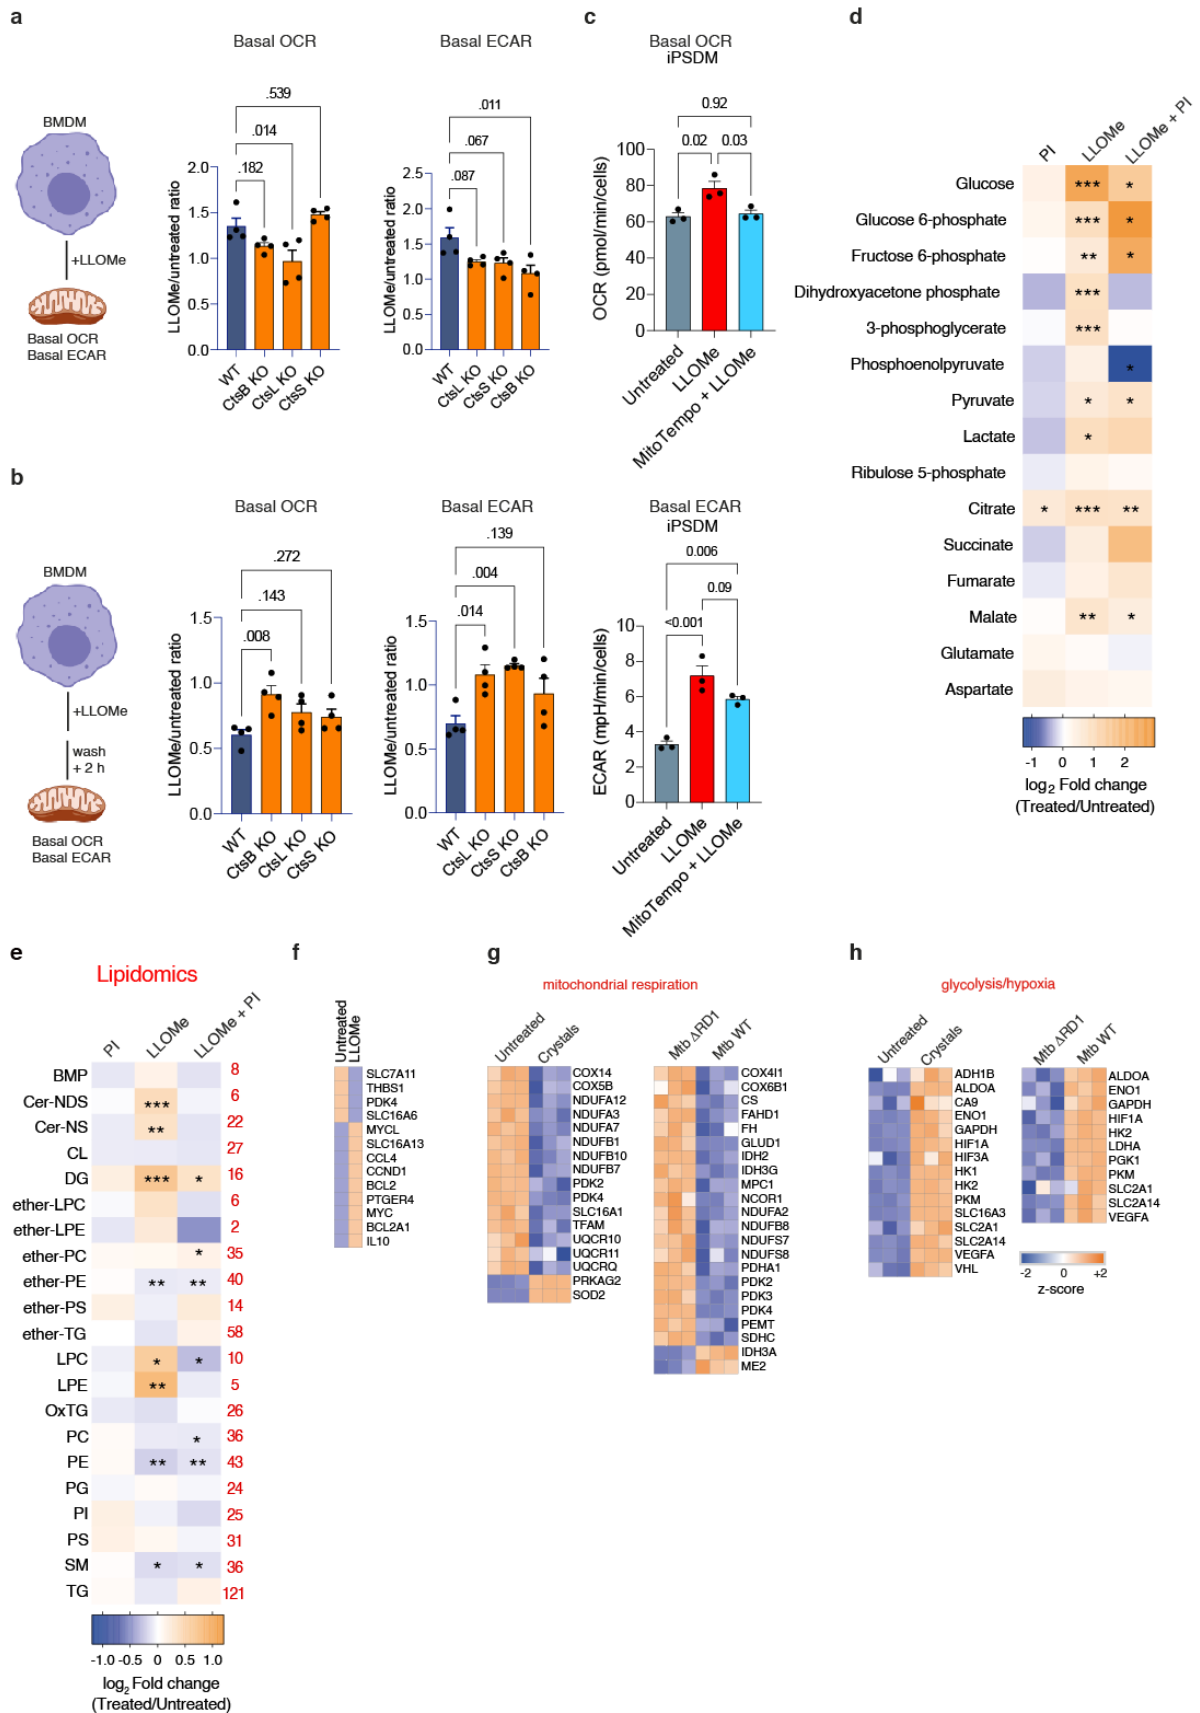 a
Basal OCR
Basal ECAR
BMDM
+LLOMe
Basal OCR
Basal ECAR
LLOMe/untreated ratio
2.0
1.5
1.0
0.5
0.0
.539
.014
.182
WT
CtsB KO
CtsL KO
CtsS KO
LLOMe/untreated ratio
2.5
2.0
1.5
1.0
0.5
0.0
.011
.067
.087
WT
CtsL KO
CtsS KO
CtsB KO
b
BMDM
+LLOMe
wash
+ 2 h
Basal OCR
Basal ECAR
Basal OCR
LLOMe/untreated ratio
1.5
1.0
0.5
0.0
.272
.143
.008
WT
CtsB KO
CtsL KO
CtsS KO
Basal ECAR
LLOMe/untreated ratio
1.5
1.0
0.5
0.0
.139
.004
.014
WT
CtsL KO
CtsS KO
CtsB KO
c
Basal OCR
iPSDM
OCR (pmol/min/cells)
100
80
60
40
20
0
0.92
0.02
0.03
Untreated
LLOMe
MitoTempo + LLOMe
Basal ECAR
iPSDM
ECAR (mpH/min/cells)
10
8
6
4
2
0
0.006
0.09
<0.001
Untreated
LLOMe
MitoTempo + LLOMe
d
PI
LLOMe
LLOMe + PI
Glucose *** *
Glucose 6-phosphate *** *
Fructose 6-phosphate ** *
Dihydroxyacetone phosphate ***
3-phosphoglycerate ***
Phosphoenolpyruvate *
Pyruvate * *
Lactate *
Ribulose 5-phosphate
Citrate * *** **
Succinate
Fumarate
Malate ** *
Glutamate
Aspartate
-1 0 1 2
log2 Fold change
(Treated/Untreated)
e
Lipidomics
PI
LLOMe
LLOMe + PI
BMP 8
Cer-NDS *** 6
Cer-NS ** 22
CL 27
DG *** * 16
ether-LPC 6
ether-LPE 2
ether-PC * 35
ether-PE ** ** 40
ether-PS 14
ether-TG 58
LPC * * 10
LPE ** 5
OxTG 26
PC * 36
PE ** ** 43
PG 24
PI 25
PS 31
SM * * 36
TG 121
-1.0 -0.5 0 0.5 1.0
log2 Fold change
(Treated/Untreated)
f
Untreated
LLOMe
SLC7A11
THBS1
PDK4
SLC16A6
MYCL
SLC16A13
CCL4
CCND1
BCL2
PTGER4
MYC
BCL2A1
IL10
g
mitochondrial respiration
Untreated
Crystals
COX14
COX5B
NDUFA12
NDUFA3
NDUFA7
NDUFB1
NDUFB10
NDUFB7
PDK2
PDK4
SLC16A1
TFAM
UQCR10
UQCR11
UQCRQ
PRKAG2
SOD2
Mtb ΔRD1
Mtb WT
COX4I1
COX6B1
CS
FAHD1
FH
GLUD1
IDH2
IDH3G
MPC1
NCOR1
NDUFA2
NDUFB8
NDUFS7
NDUFS8
PDHA1
PDK2
PDK3
PDK4
PEMT
SDHC
IDH3A
ME2
h
glycolysis/hypoxia
Untreated
Crystals
ADH1B
ALDOA
CA9
ENO1
GAPDH
HIF1A
HIF3A
HK1
HK2
PKM
SLC16A3
SLC2A1
SLC2A14
VEGFA
VHL
Mtb ΔRD1
Mtb WT
ALDOA
ENO1
GAPDH
HIF1A
HK2
LDHA
PGK1
PKM
SLC2A1
SLC2A14
VEGFA
-2 0 +2
z-score